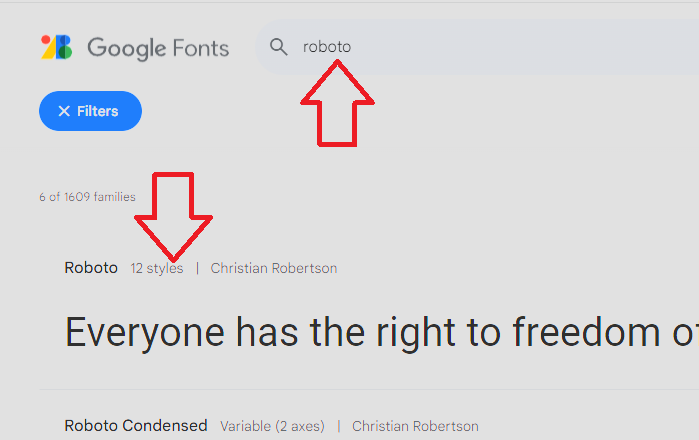 Google Fonts
roboto
Filters
6 of 1609 families
Roboto 12 styles | Christian Robertson
Everyone has the right to freedom of
Roboto Condensed Variable (2 axes) | Christian Robertson